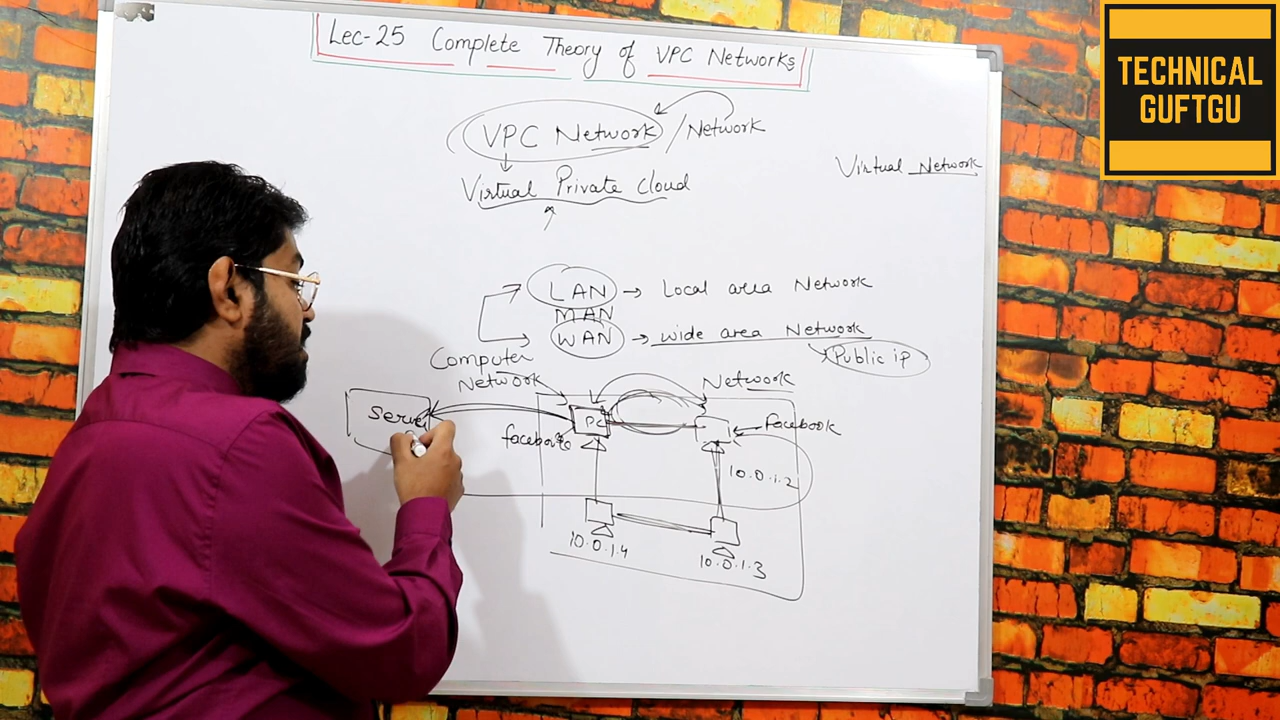 Lec-25 Complete Theory of VPC Networks
TECHNICAL
GUFTGU
VPC Network / Network
Virtual Network
Virtual Private Cloud
LAN → Local area Network
MAN
WAN → wide area Network
Public ip
Computer
Network
Network
Server
PC
Facebook
10.0.1.2
10.0.1.4
10.0.1.3